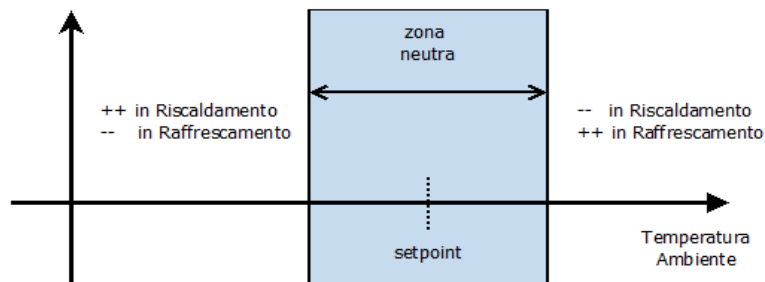 zona
neutra
++ in Riscaldamento
-- in Raffrescamento
-- in Riscaldamento
++ in Raffrescamento
setpoint
Temperatura
Ambiente